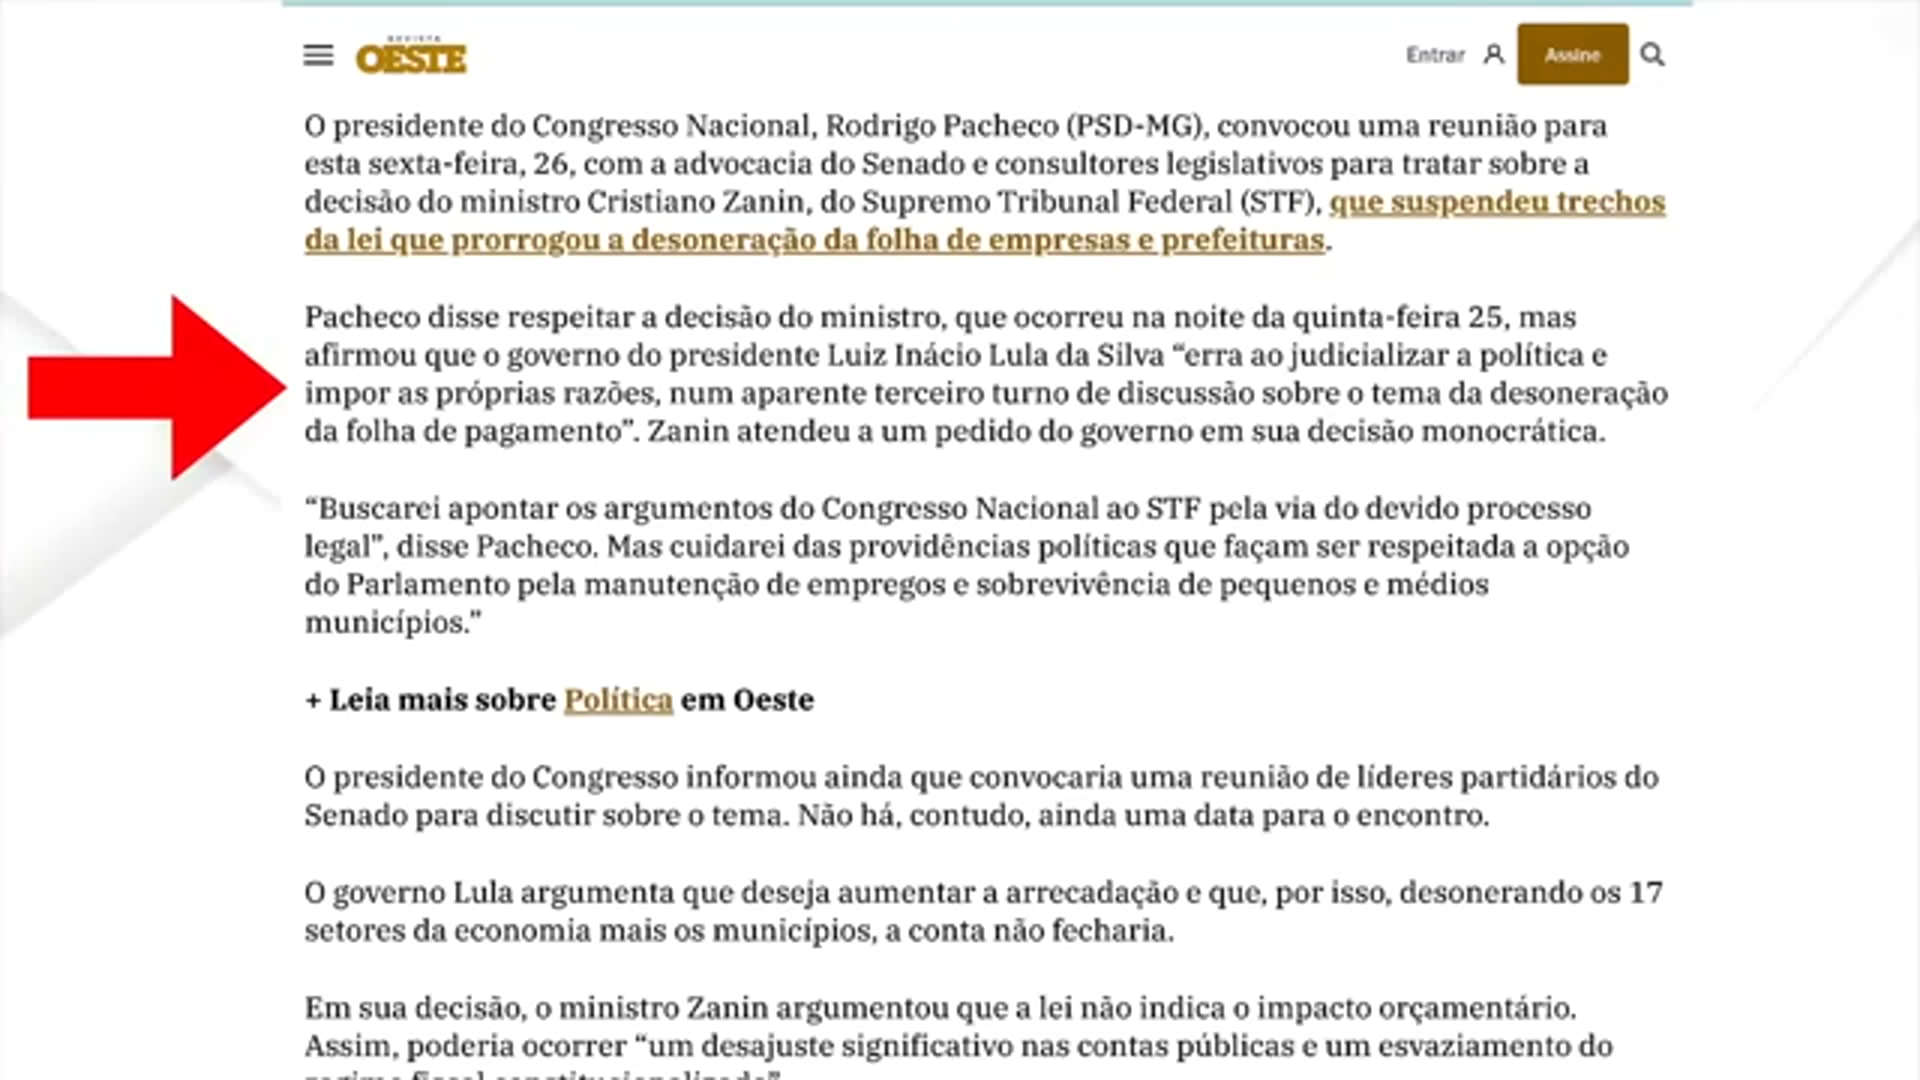 REVISTA
OESTE
Entrar
Assine
O presidente do Congresso Nacional, Rodrigo Pacheco (PSD-MG), convocou uma reunião para
esta sexta-feira, 26, com a advocacia do Senado e consultores legislativos para tratar sobre a
decisão do ministro Cristiano Zanin, do Supremo Tribunal Federal (STF), que suspendeu trechos
da lei que prorrogou a desoneração da folha de empresas e prefeituras.
Pacheco disse respeitar a decisão do ministro, que ocorreu na noite da quinta-feira 25, mas
afirmou que o governo do presidente Luiz Inácio Lula da Silva “erra ao judicializar a política e
impor as próprias razões, num aparente terceiro turno de discussão sobre o tema da desoneração
da folha de pagamento”. Zanin atendeu a um pedido do governo em sua decisão monocrática.
“Buscarei apontar os argumentos do Congresso Nacional ao STF pela via do devido processo
legal”, disse Pacheco. Mas cuidarei das providências políticas que façam ser respeitada a opção
do Parlamento pela manutenção de empregos e sobrevivência de pequenos e médios
municípios.”
+ Leia mais sobre Política em Oeste
O presidente do Congresso informou ainda que convocaria uma reunião de líderes partidários do
Senado para discutir sobre o tema. Não há, contudo, ainda uma data para o encontro.
O governo Lula argumenta que deseja aumentar a arrecadação e que, por isso, desonerando os 17
setores da economia mais os municípios, a conta não fecharia.
Em sua decisão, o ministro Zanin argumentou que a lei não indica o impacto orçamentário.
Assim, poderia ocorrer “um desajuste significativo nas contas públicas e um esvaziamento do